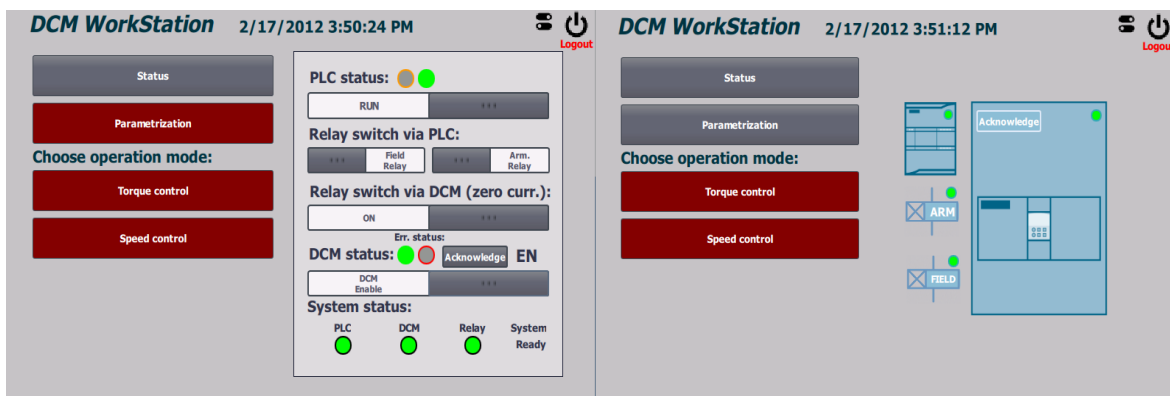 DCM WorkStation 2/17/2012 3:50:24 PM
Logout
Status
Parametrization
Choose operation mode:
Torque control
Speed control
PLC status:
RUN
Relay switch via PLC:
Field
Relay
Arm.
Relay
Relay switch via DCM (zero curr.):
ON
Err. status:
DCM status: Acknowledge EN
DCM
Enable
System status:
PLC DCM Relay System
Ready
DCM WorkStation 2/17/2012 3:51:12 PM
Logou
Status
Parametrization
Choose operation mode:
Torque control
Speed control
Acknowledge
ARM
FIELD